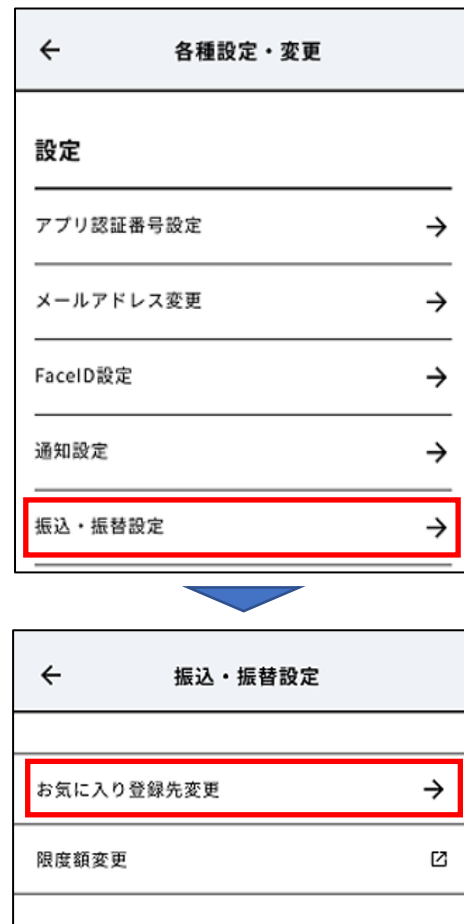 各種設定・変更
設定
アプリ認証番号設定
メールアドレス変更
FaceID設定
通知設定
振込・振替設定
振込・振替設定
お気に入り登録先変更
限度額変更